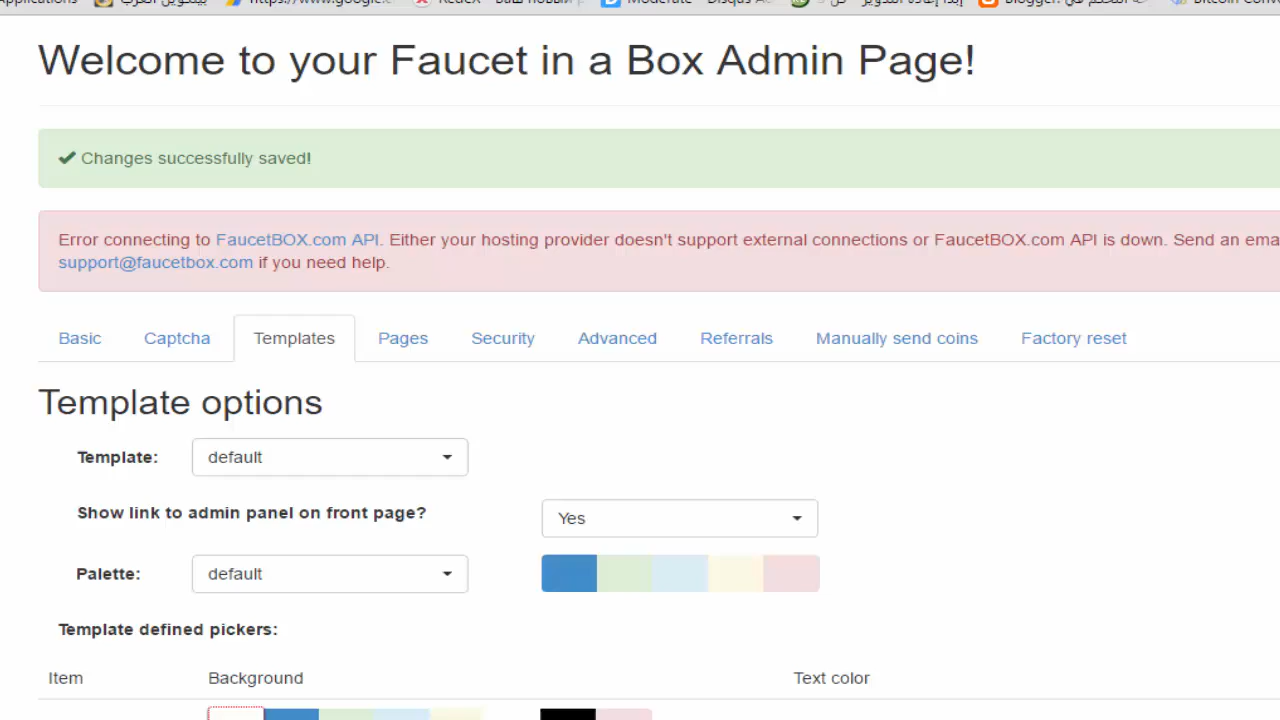 Welcome to your Faucet in a Box Admin Page!
Changes successfully saved!
Error connecting to FaucetBOX.com API. Either your hosting provider doesn't support external connections or FaucetBOX.com API is down. Send an ema
support@faucetbox.com if you need help.
Basic Captcha Templates Pages Security Advanced Referrals Manually send coins Factory reset
Template options
Template: default
Show link to admin panel on front page? Yes
Palette: default
Template defined pickers:
Item Background Text color